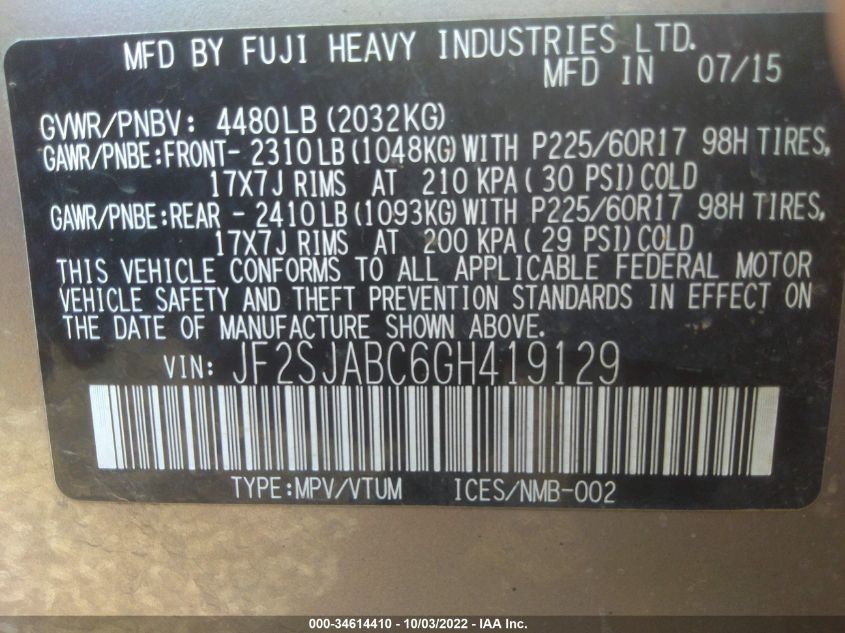 MFD BY FUJI HEAVY INDUSTRIES LTD.
MFD IN 07/15
GVWR/PNBV: 4480LB (2032KG)
GAWR/PNBE:FRONT- 2310 LB (1048KG) WITH P225/60R17 98H TIRES,
17X7J RIMS AT 210 KPA (30 PSI) COLD
GAWR/PNBE:REAR - 2410 LB (1093KG) WITH P225/60R17 98H TIRES,
17X7J RIMS AT 200 KPA (29 PSI) COLD
THIS VEHICLE CONFORMS TO ALL APPLICABLE FEDERAL MOTOR
VEHICLE SAFETY AND THEFT PREVENTION STANDARDS IN EFFECT ON
THE DATE OF MANUFACTURE SHOWN ABOVE.
VIN: JF2SJABC6GH419129
TYPE:MPV/VTUM ICES/NMB-002
000-34614410 - 10/03/2022 - IAA Inc.